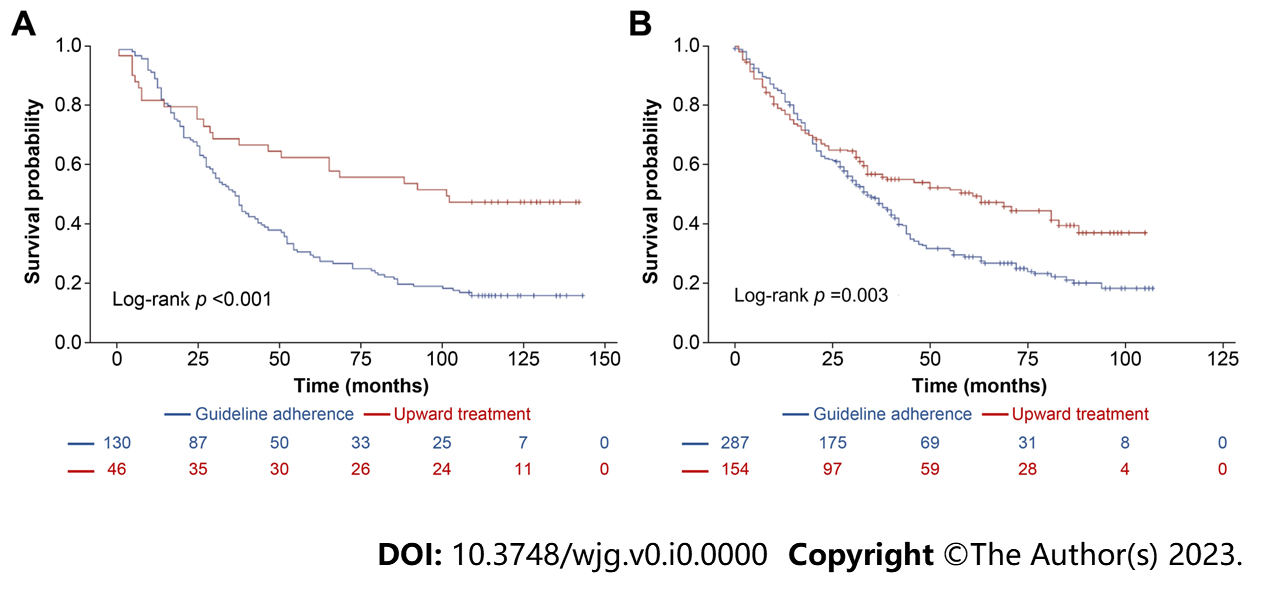 A
B
Survival probability
1.0
0.8
0.6
0.4
0.2
0.0
Log-rank p <0.001
0 25 50 75 100 125 150
Time (months)
Guideline adherence Upward treatment
130 87 50 33 25 7 0
46 35 30 26 24 11 0
Survival probability
1.0
0.8
0.6
0.4
0.2
0.0
Log-rank p =0.003
0 25 50 75 100 125
Time (months)
Guideline adherence Upward treatment
287 175 69 31 8 0
154 97 59 28 4 0
DOI: 10.3748/wjg.v0.i0.0000 Copyright ©The Author(s) 2023.